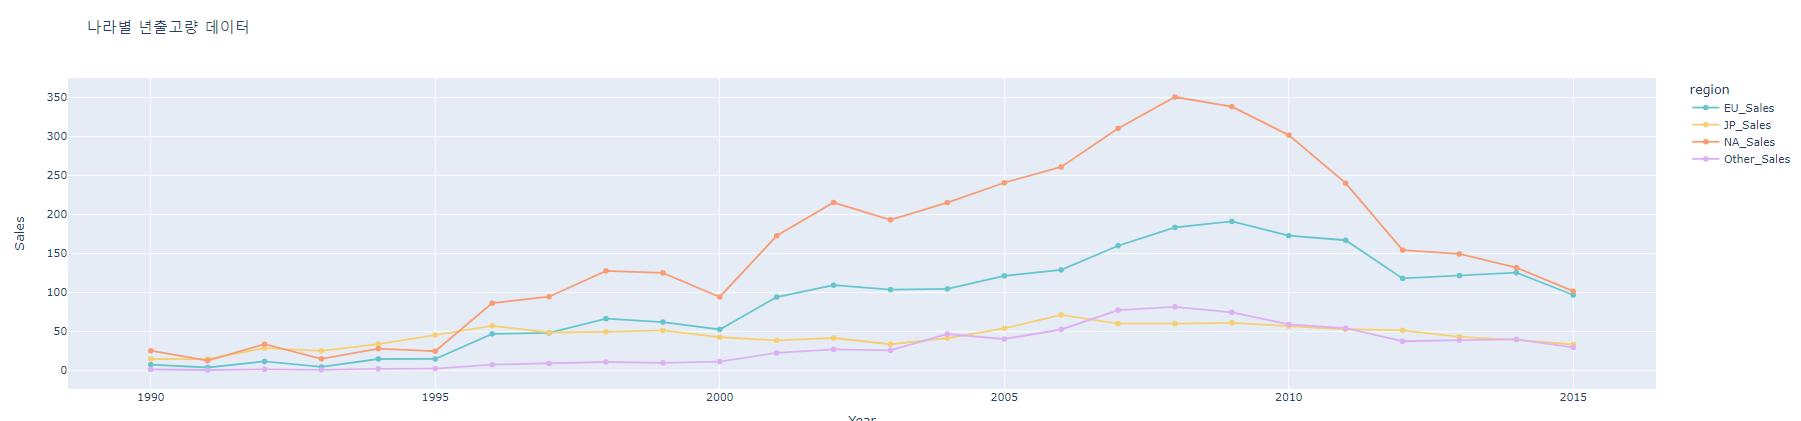 나라별 년출고량 데이터
350
300
250
200
150
100
50
0
Sales
1990 1995 2000 2005 2010 2015
Year
region
EU_Sales
JP_Sales
NA_Sales
Other_Sales